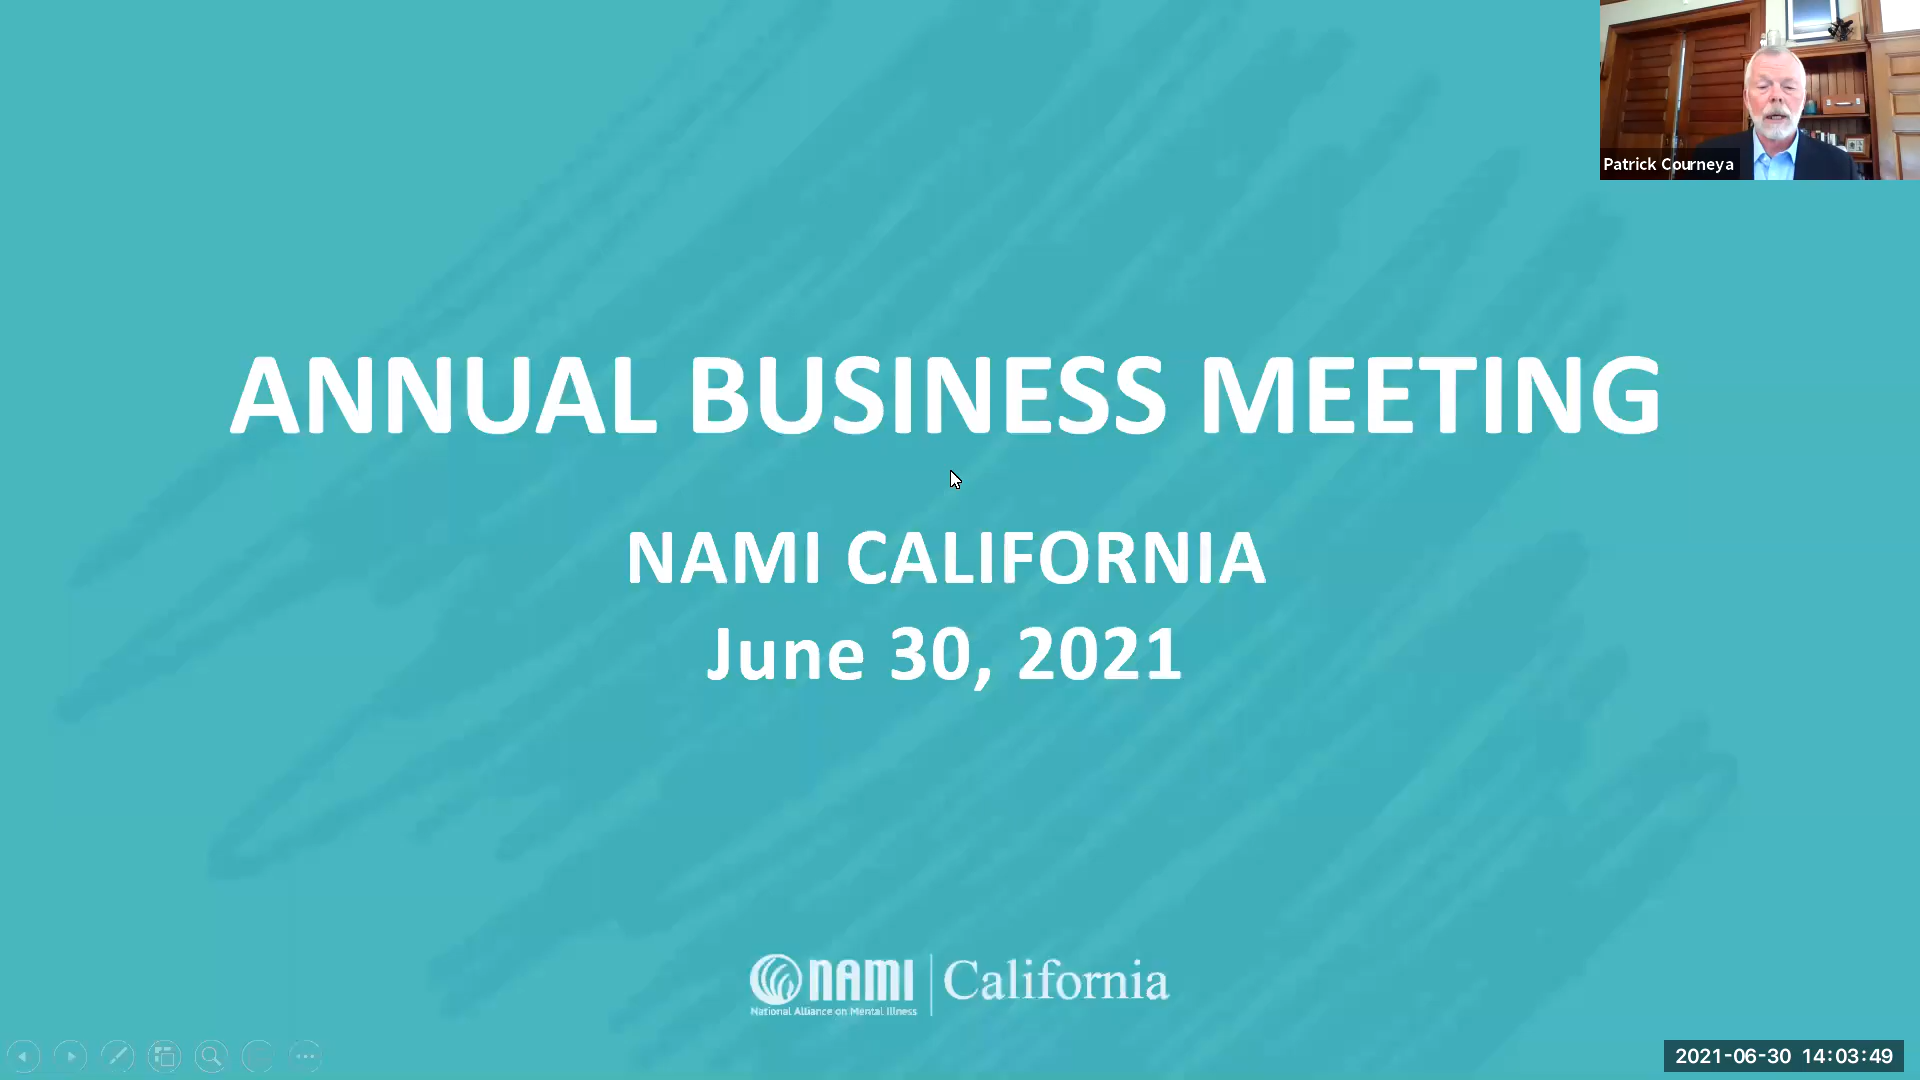 Patrick Courneya
ANNUAL BUSINESS MEETING
NAMI CALIFORNIA
June 30, 2021
NAMI California
National Alliance on Mental Illness
2021-06-30 14:03:49